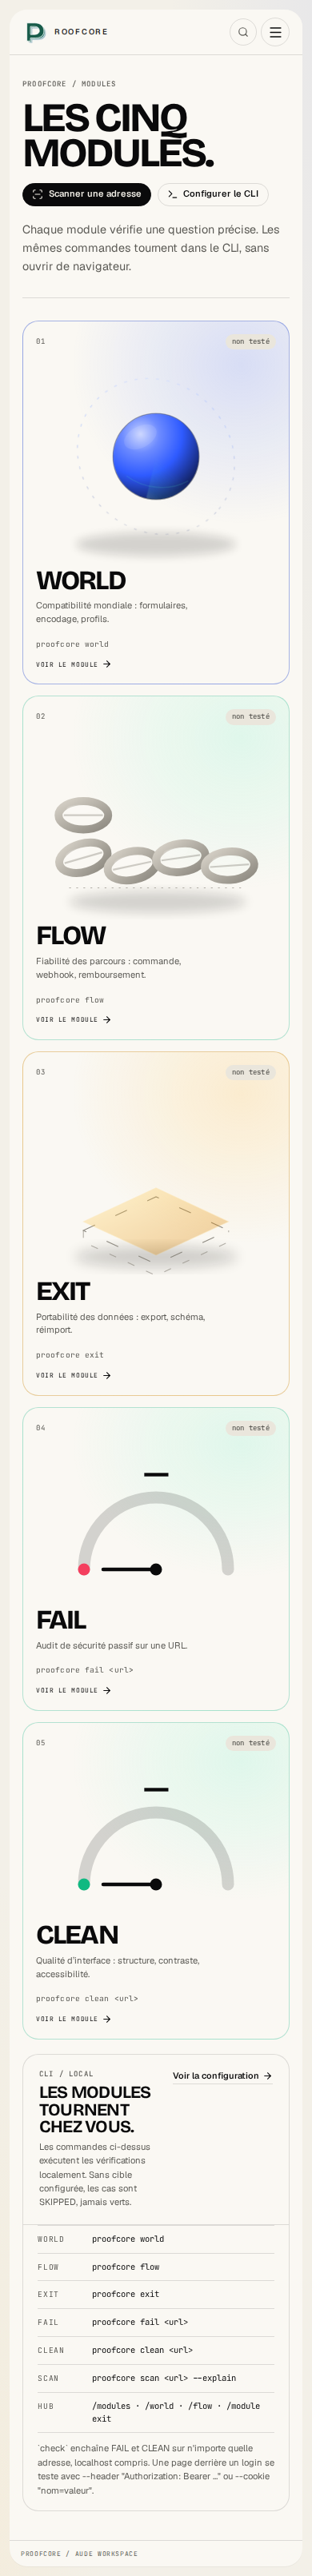 ROOFCORE
PROOFCORE / MODULES
LES CINQ
MODULES.
Scanner une adresse
Configurer le CLI
Chaque module vérifie une question précise. Les
mêmes commandes tournent dans le CLI, sans
ouvrir de navigateur.
01
non testé
WORLD
Compatibilité mondiale : formulaires,
encodage, profils.
proofcore world
VOIR LE MODULE →
02
non testé
FLOW
Fiabilité des parcours : commande,
webhook, remboursement.
proofcore flow
VOIR LE MODULE →
03
non testé
EXIT
Portabilité des données : export, schéma,
réimport.
proofcore exit
VOIR LE MODULE →
04
non testé
FAIL
Audit de sécurité passif sur une URL.
proofcore fail <url>
VOIR LE MODULE →
05
non testé
CLEAN
Qualité d'interface : structure, contraste,
accessibilité.
proofcore clean <url>
VOIR LE MODULE →
CLI / LOCAL
Voir la configuration →
LES MODULES
TOURNENT
CHEZ VOUS.
Les commandes ci-dessus
exécutent les vérifications
localement. Sans cible
configurée, les cas sont
SKIPPED, jamais verts.
WORLD proofcore world
FLOW proofcore flow
EXIT proofcore exit
FAIL proofcore fail <url>
CLEAN proofcore clean <url>
SCAN proofcore scan <url> --explain
HUB /modules · /world · /flow · /module
exit
`check` enchaîne FAIL et CLEAN sur n'importe quelle
adresse, localhost compris. Une page derrière un login se
teste avec --header "Authorization: Bearer …" ou --cookie
"nom=valeur".
PROOFCORE / AUDE WORKSPACE